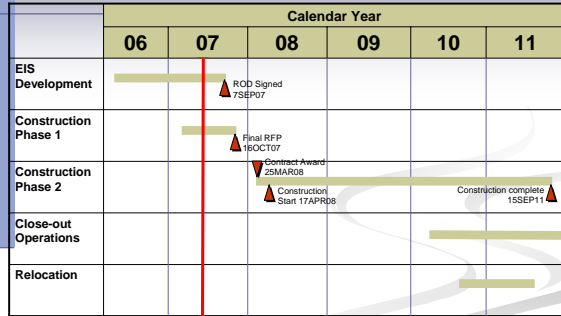 Calendar Year
06 07 08 09 10 11
EIS
Development
ROD Signed
7SEP07
Construction
Phase 1
Final RFP
16OCT07
Construction
Phase 2
Contract Award
25MAR08
Construction
Start 17APR08
Construction complete
15SEP11
Close-out
Operations
Relocation